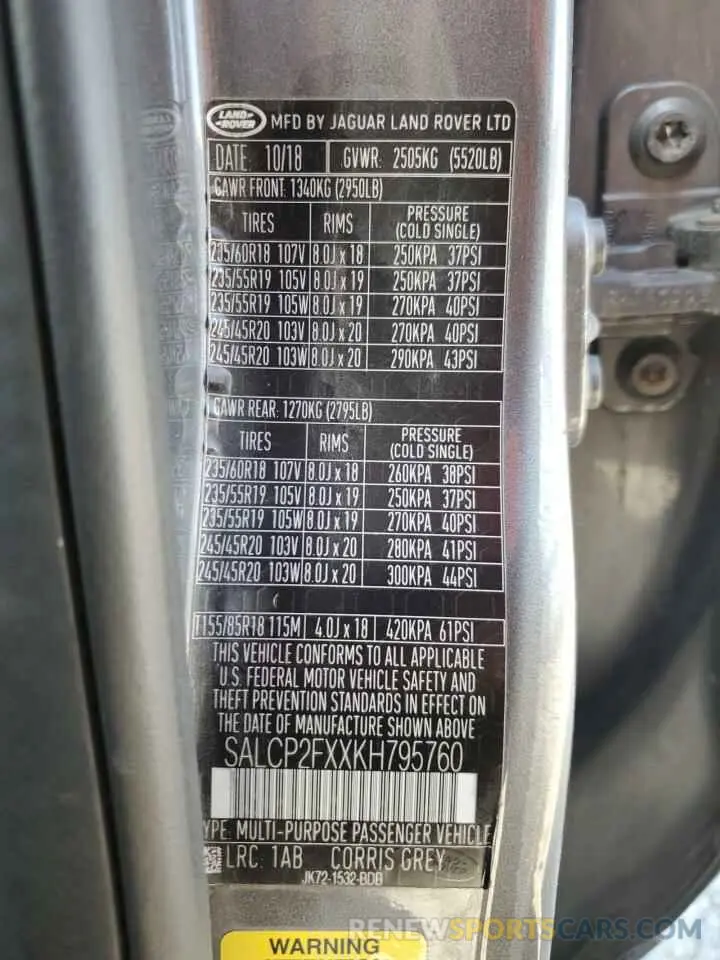 LAND ROVER MFD BY JAGUAR LAND ROVER LTD
DATE: 10/18 GVWR: 2505KG (5520LB)
GAWR FRONT: 1340KG (2950LB)
TIRES RIMS PRESSURE (COLD SINGLE)
235/60R18 107V 8.0J x 18 250KPA 37PSI
235/55R19 105V 8.0J x 19 250KPA 37PSI
235/55R19 105W 8.0J x 19 270KPA 40PSI
245/45R20 103V 8.0J x 20 270KPA 40PSI
245/45R20 103W 8.0J x 20 290KPA 43PSI
GAWR REAR: 1270KG (2795LB)
TIRES RIMS PRESSURE (COLD SINGLE)
235/60R18 107V 8.0J x 18 260KPA 38PSI
235/55R19 105V 8.0J x 19 250KPA 37PSI
235/55R19 105W 8.0J x 19 270KPA 40PSI
245/45R20 103V 8.0J x 20 280KPA 41PSI
245/45R20 103W 8.0J x 20 300KPA 44PSI
T155/85R18 115M 4.0J x 18 420KPA 61PSI
THIS VEHICLE CONFORMS TO ALL APPLICABLE
U.S. FEDERAL MOTOR VEHICLE SAFETY AND
THEFT PREVENTION STANDARDS IN EFFECT ON
THE DATE OF MANUFACTURE SHOWN ABOVE
SALCP2FXXKH795760
YPE: MULTI-PURPOSE PASSENGER VEHICLE
LRC: 1AB CORRIS GREY
JK72-1532-BDB
WARNING
RENEWSPORTSCARS.COM